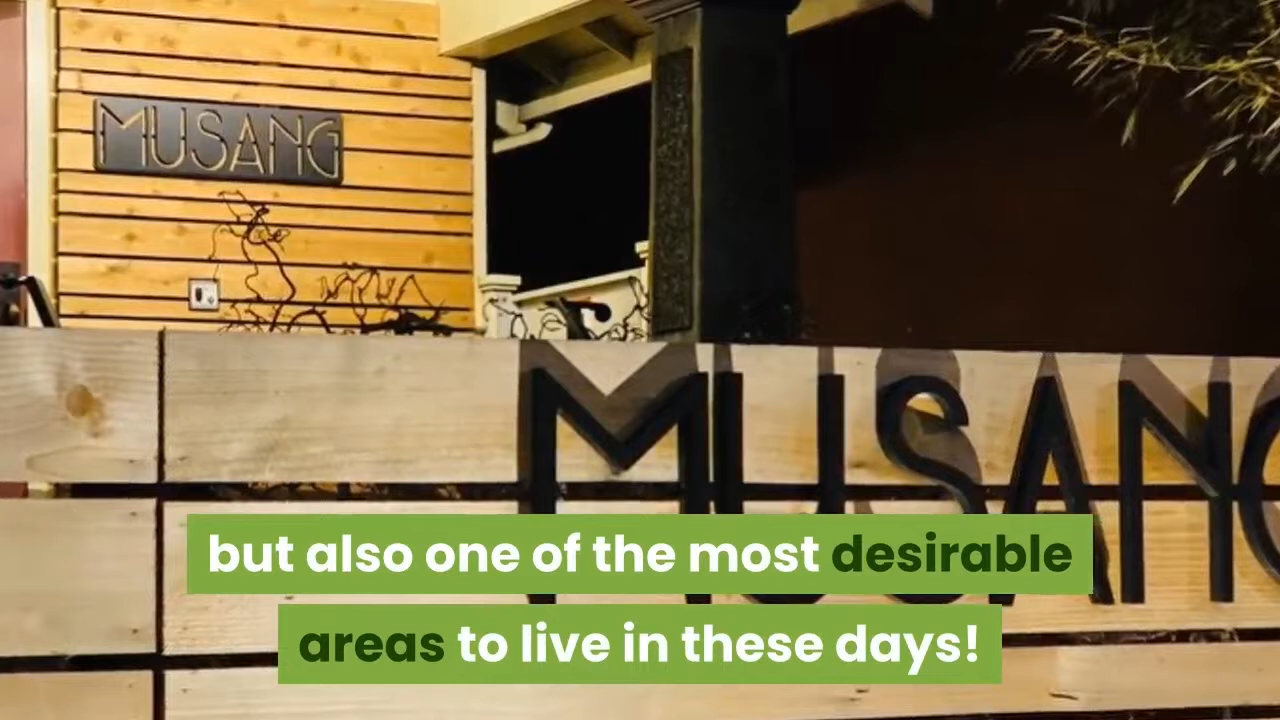 MUSANG
MUSANG
but also one of the most desirable
areas to live in these days!